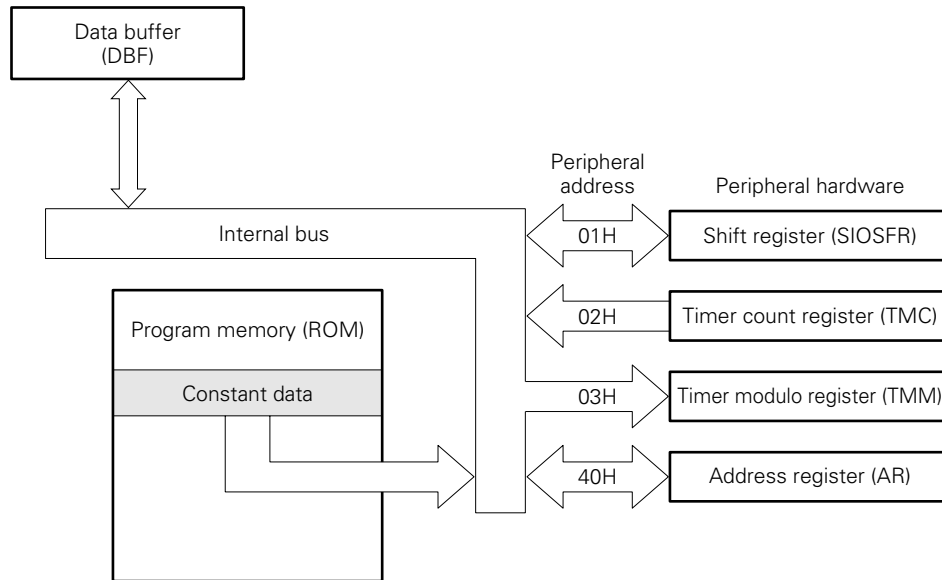 Data buffer
(DBF)
Peripheral
address
Peripheral hardware
Internal bus
01H
Shift register (SIOSFR)
02H
Timer count register (TMC)
Program memory (ROM)
Constant data
03H
Timer modulo register (TMM)
40H
Address register (AR)